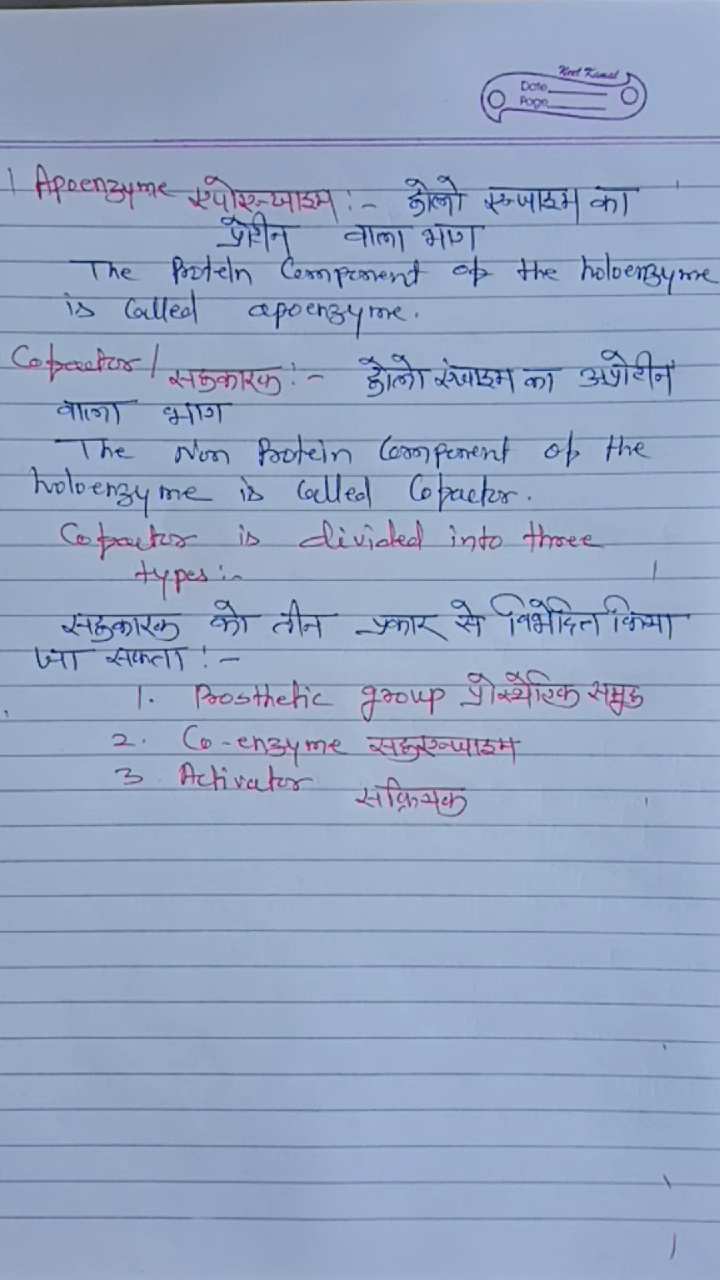 Neel Kamal
Date
Page
1 Apoenzyme एपोएन्जाइम :- होलो एन्जाइम का
प्रोटीन वाला भाग
The Protein Component of the holoenzyme
is Called apoenzyme.
Cofactor / सहकारक :- होलो एंजाइम का अप्रोटीन
वाला भाग
The Non Protein Component of the
holoenzyme is Called Cofactor.
Cofactor is divided into three
types :-
सहकारक को तीन प्रकार से विभेदित किया
जा सकता :-
1. Prosthetic group प्रोस्थैटिक समूह
2. Co-enzyme सहएन्जाइम
3 Activator सक्रियक